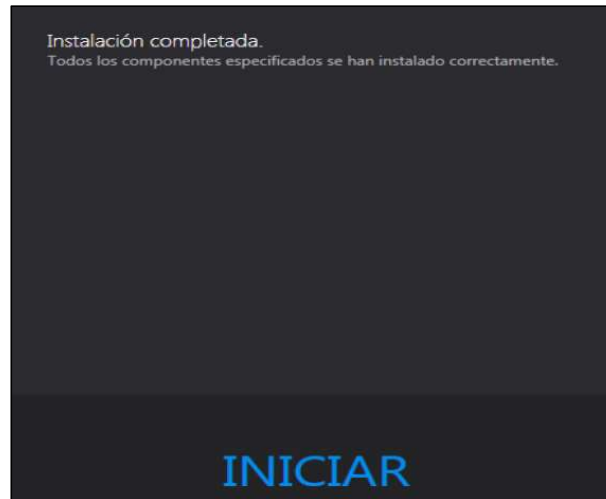 Instalación completada.
Todos los componentes especificados se han instalado correctamente.
INICIAR